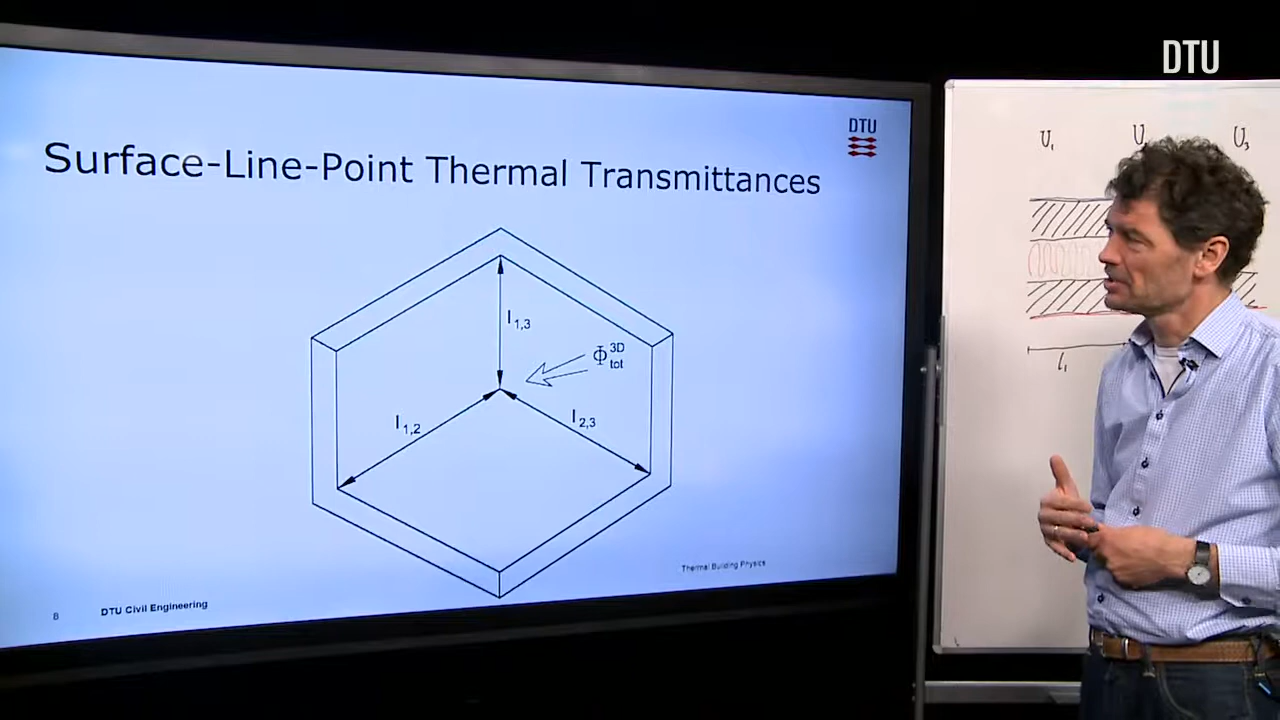 DTU
DTU
Surface-Line-Point Thermal Transmittances
l1,3
Φ3Dtot
l1,2
l2,3
Thermal Building Physics
8
DTU Civil Engineering
U1
U
U3
l1